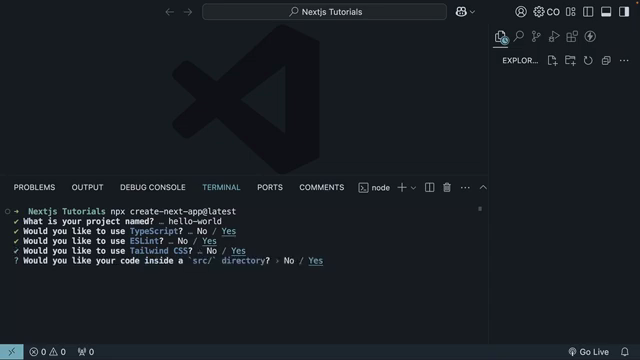 Nextjs Tutorials
CO
EXPLOR...
PROBLEMS OUTPUT DEBUG CONSOLE TERMINAL PORTS COMMENTS node
➜ Nextjs Tutorials npx create-next-app@latest
✔ What is your project named? … hello-world
✔ Would you like to use TypeScript? … No / Yes
✔ Would you like to use ESLint? … No / Yes
✔ Would you like to use Tailwind CSS? … No / Yes
? Would you like your code inside a `src/` directory? › No / Yes
0 0 0 Go Live